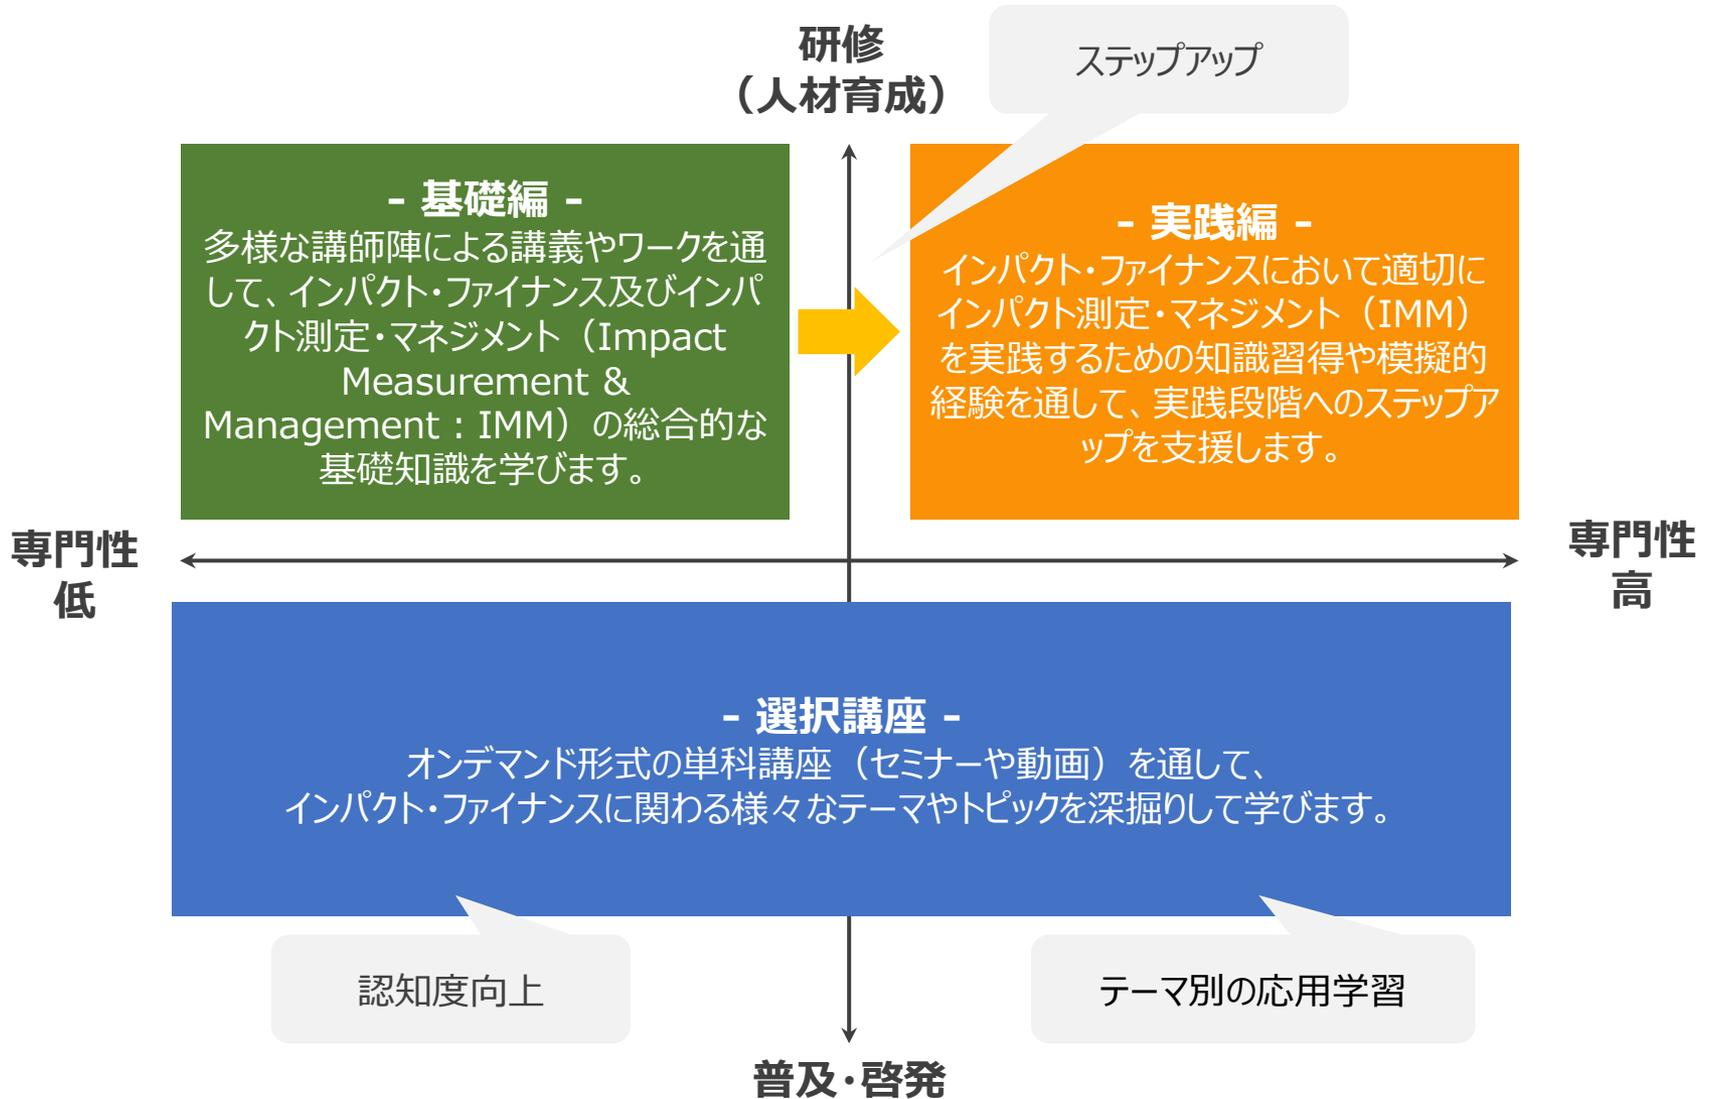 研修
（人材育成）
ステップアップ
- 基礎編 -
多様な講師陣による講義やワークを通
して、インパクト・ファイナンス及びインパ
クト測定・マネジメント（Impact
Measurement &
Management：IMM）の総合的な
基礎知識を学びます。
- 実践編 -
インパクト・ファイナンスにおいて適切に
インパクト測定・マネジメント（IMM）
を実践するための知識習得や模擬的
経験を通して、実践段階へのステップア
ップを支援します。
専門性
低
専門性
高
- 選択講座 -
オンデマンド形式の単科講座（セミナーや動画）を通して、
インパクト・ファイナンスに関わる様々なテーマやトピックを深掘りして学びます。
認知度向上
テーマ別の応用学習
普及・啓発